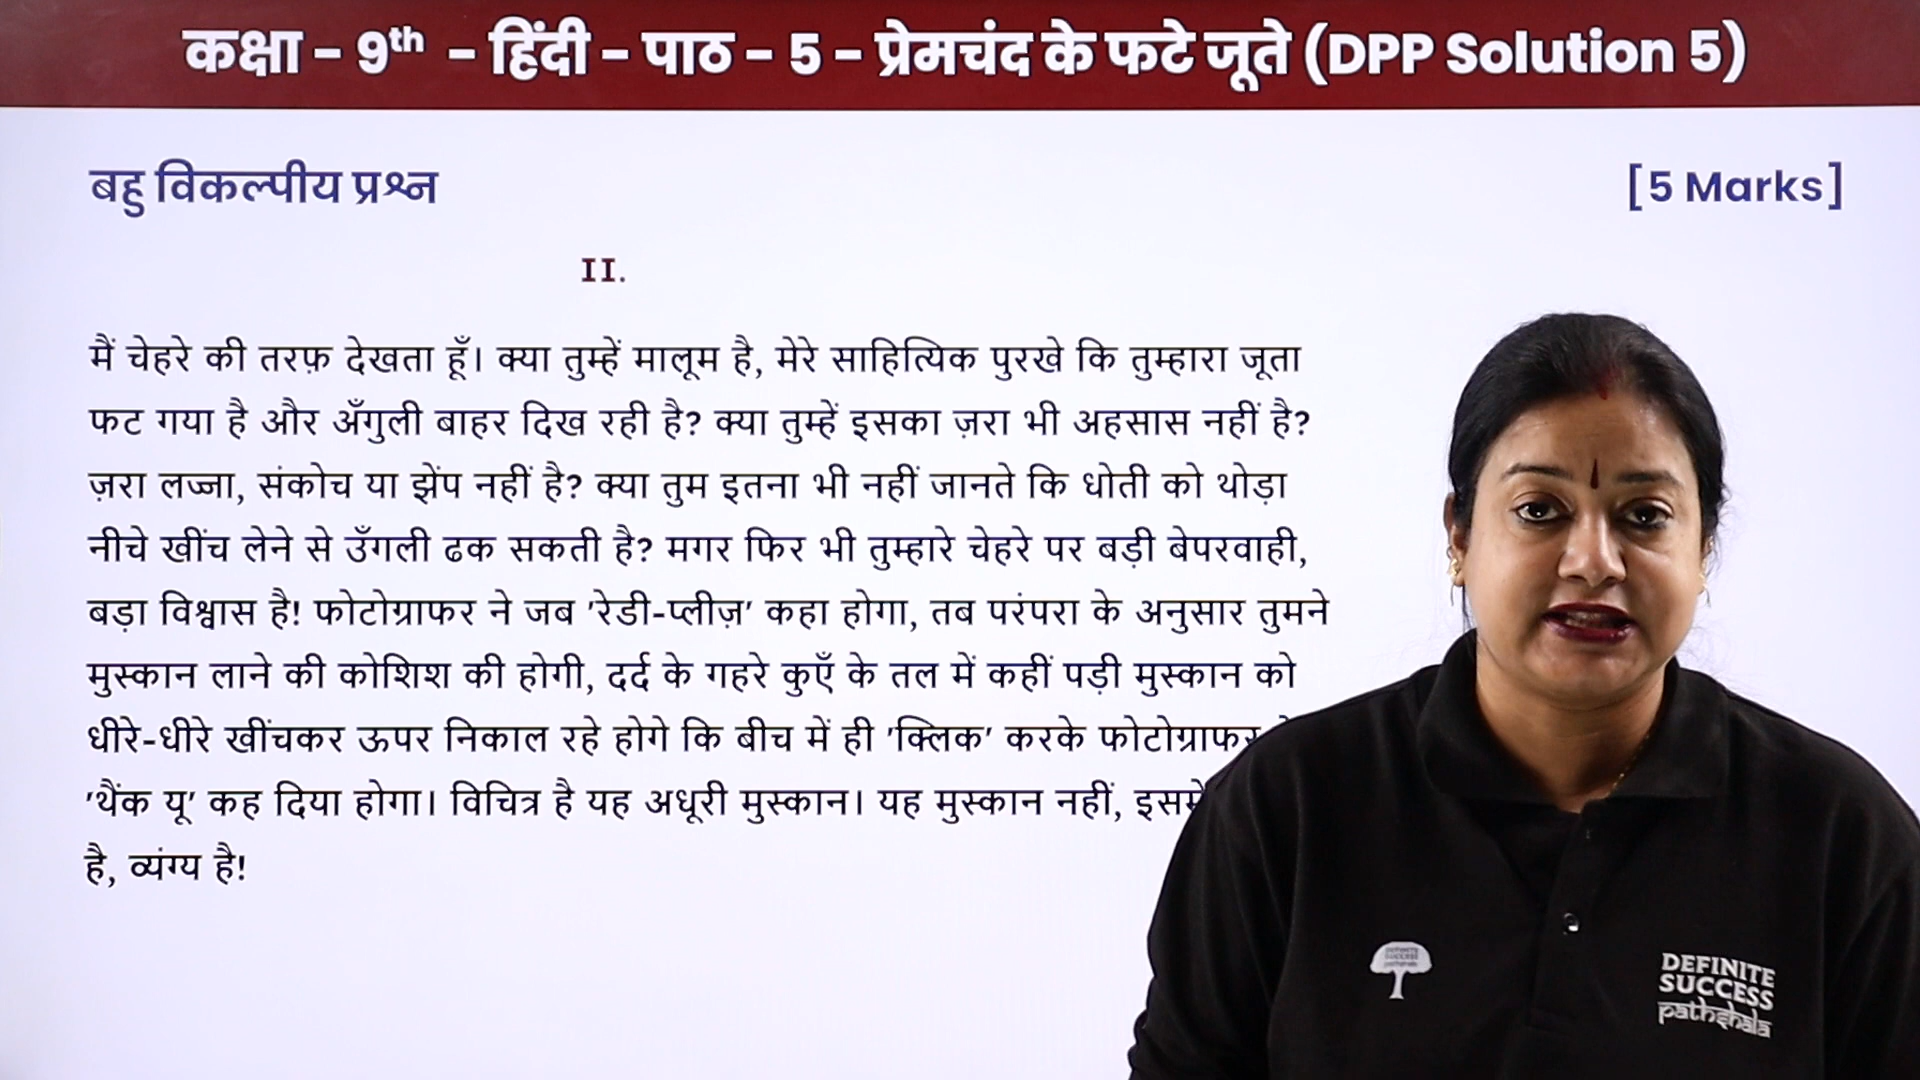 कक्षा – 9th – हिंदी – पाठ – 5 – प्रेमचंद के फटे जूते (DPP Solution 5)
बहु विकल्पीय प्रश्न [5 Marks]
II.
मैं चेहरे की तरफ़ देखता हूँ। क्या तुम्हें मालूम है, मेरे साहित्यिक पुरखे कि तुम्हारा जूता
फट गया है और अँगुली बाहर दिख रही है? क्या तुम्हें इसका ज़रा भी अहसास नहीं है?
ज़रा लज्जा, संकोच या झेंप नहीं है? क्या तुम इतना भी नहीं जानते कि धोती को थोड़ा
नीचे खींच लेने से उँगली ढक सकती है? मगर फिर भी तुम्हारे चेहरे पर बड़ी बेपरवाही,
बड़ा विश्वास है! फोटोग्राफर ने जब 'रेडी-प्लीज़' कहा होगा, तब परंपरा के अनुसार तुमने
मुस्कान लाने की कोशिश की होगी, दर्द के गहरे कुएँ के तल में कहीं पड़ी मुस्कान को
धीरे-धीरे खींचकर ऊपर निकाल रहे होगे कि बीच में ही 'क्लिक' करके फोटोग्राफर
'थैंक यू' कह दिया होगा। विचित्र है यह अधूरी मुस्कान। यह मुस्कान नहीं, इसमें
है, व्यंग्य है!
DEFINITE
SUCCESS
pathshala